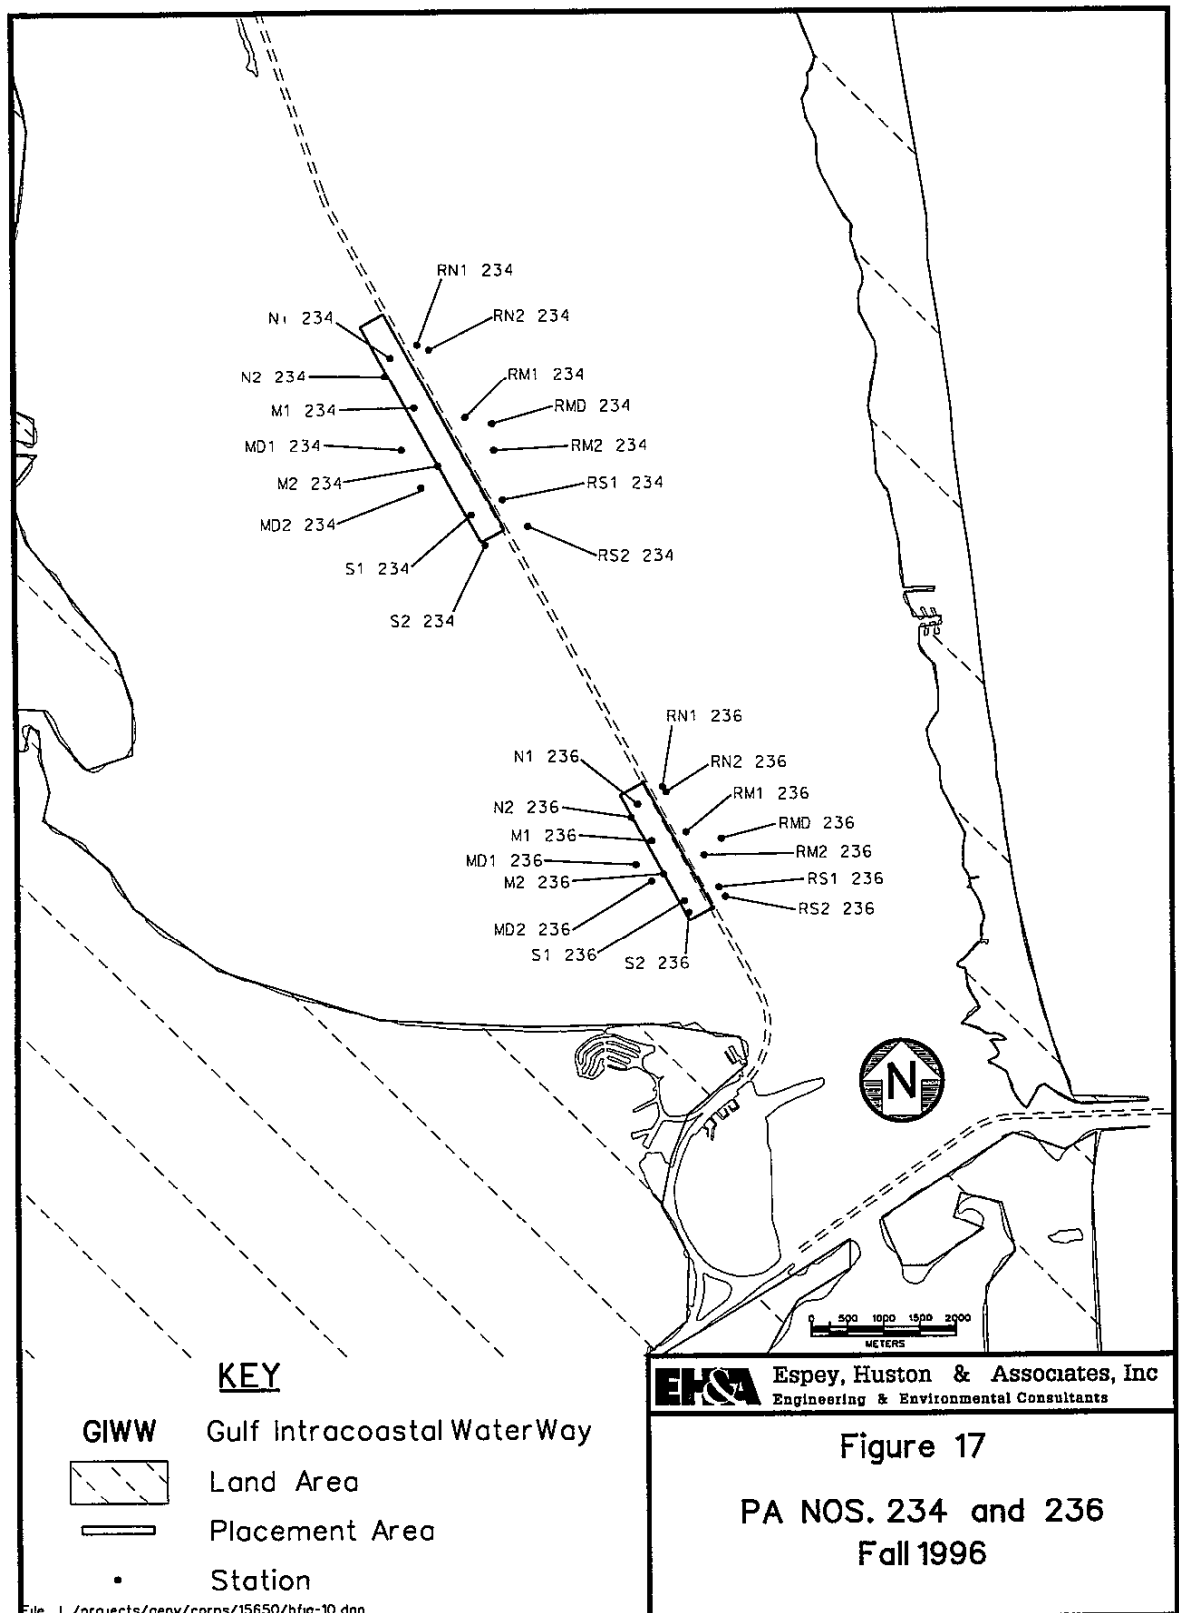 RN1 234
N1 234
RN2 234
N2 234
RM1 234
M1 234
RMD 234
MD1 234
RM2 234
M2 234
RS1 234
MD2 234
RS2 234
S1 234
S2 234
RN1 236
N1 236
RN2 236
N2 236
RM1 236
M1 236
RMD 236
MD1 236
RM2 236
M2 236
RS1 236
MD2 236
RS2 236
S1 236
S2 236
N
0 500 1000 1500 2000
METERS
KEY
GIWW Gulf Intracoastal WaterWay
Land Area
Placement Area
Station
EH&A Espey, Huston & Associates, Inc
Engineering & Environmental Consultants
Figure 17
PA NOS. 234 and 236
Fall 1996